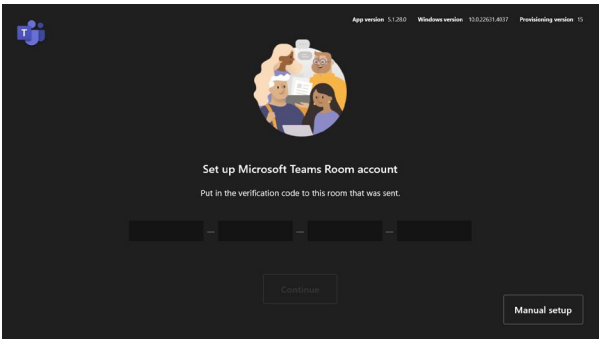 App version 5.1.28.0 Windows version 10.0.22631.4037 Provisioning version 15
T
Set up Microsoft Teams Room account
Put in the verification code to this room that was sent.
Continue
Manual setup